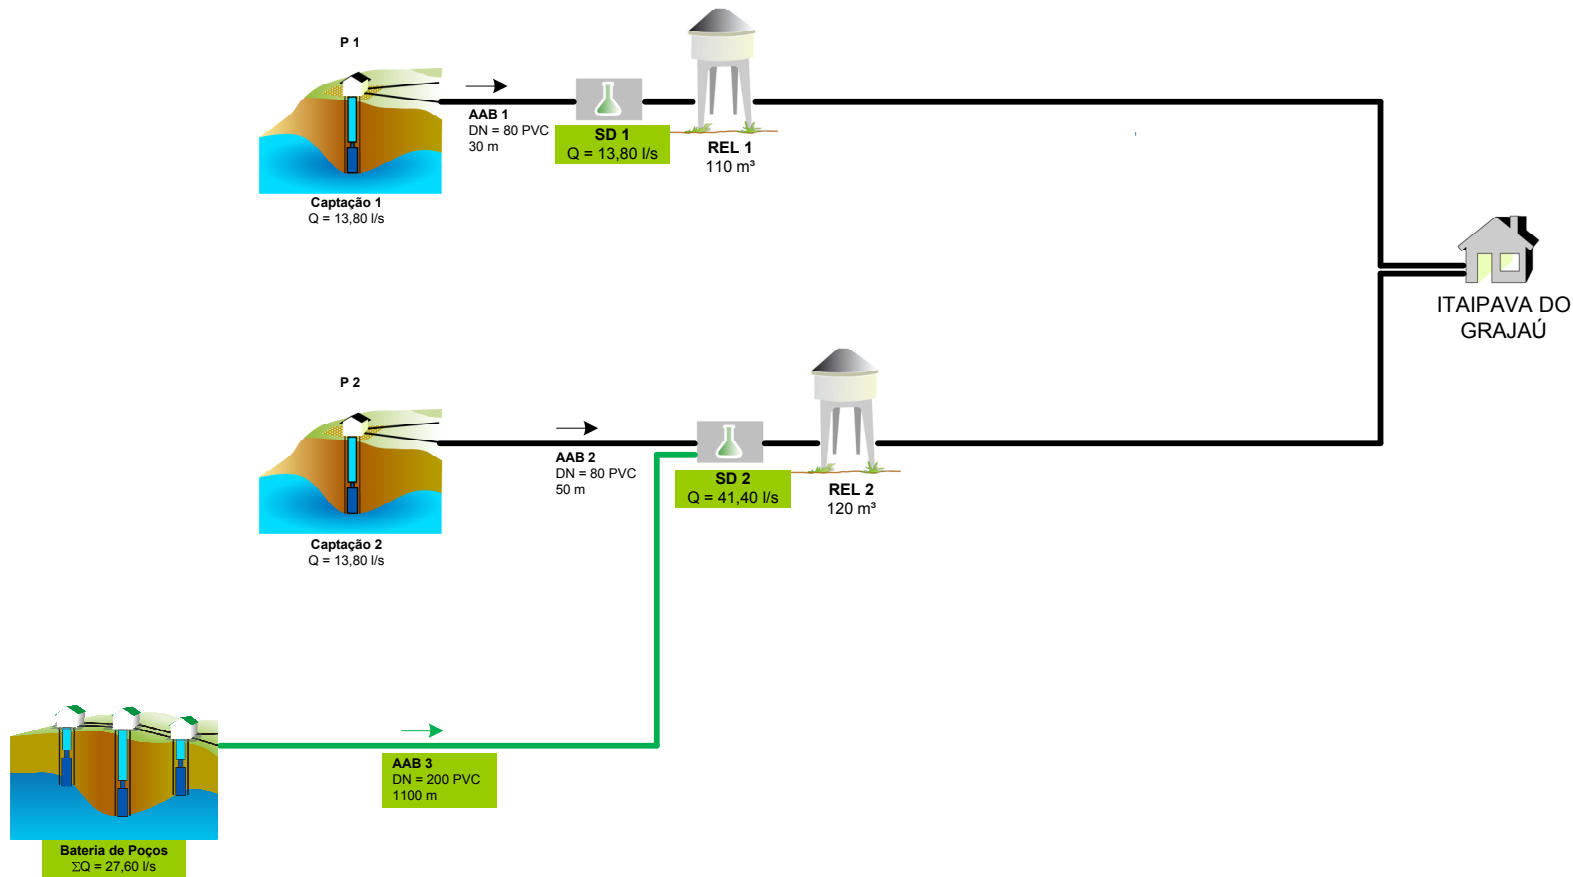 P 1
AAB 1
DN = 80 PVC
30 m
SD 1
Q = 13,80 l/s
REL 1
110 m³
Captação 1
Q = 13,80 l/s
ITAIPAVA DO
GRAJAÚ
P 2
AAB 2
DN = 80 PVC
50 m
SD 2
Q = 41,40 l/s
REL 2
120 m³
Captação 2
Q = 13,80 l/s
AAB 3
DN = 200 PVC
1100 m
Bateria de Poços
ΣQ = 27,60 l/s